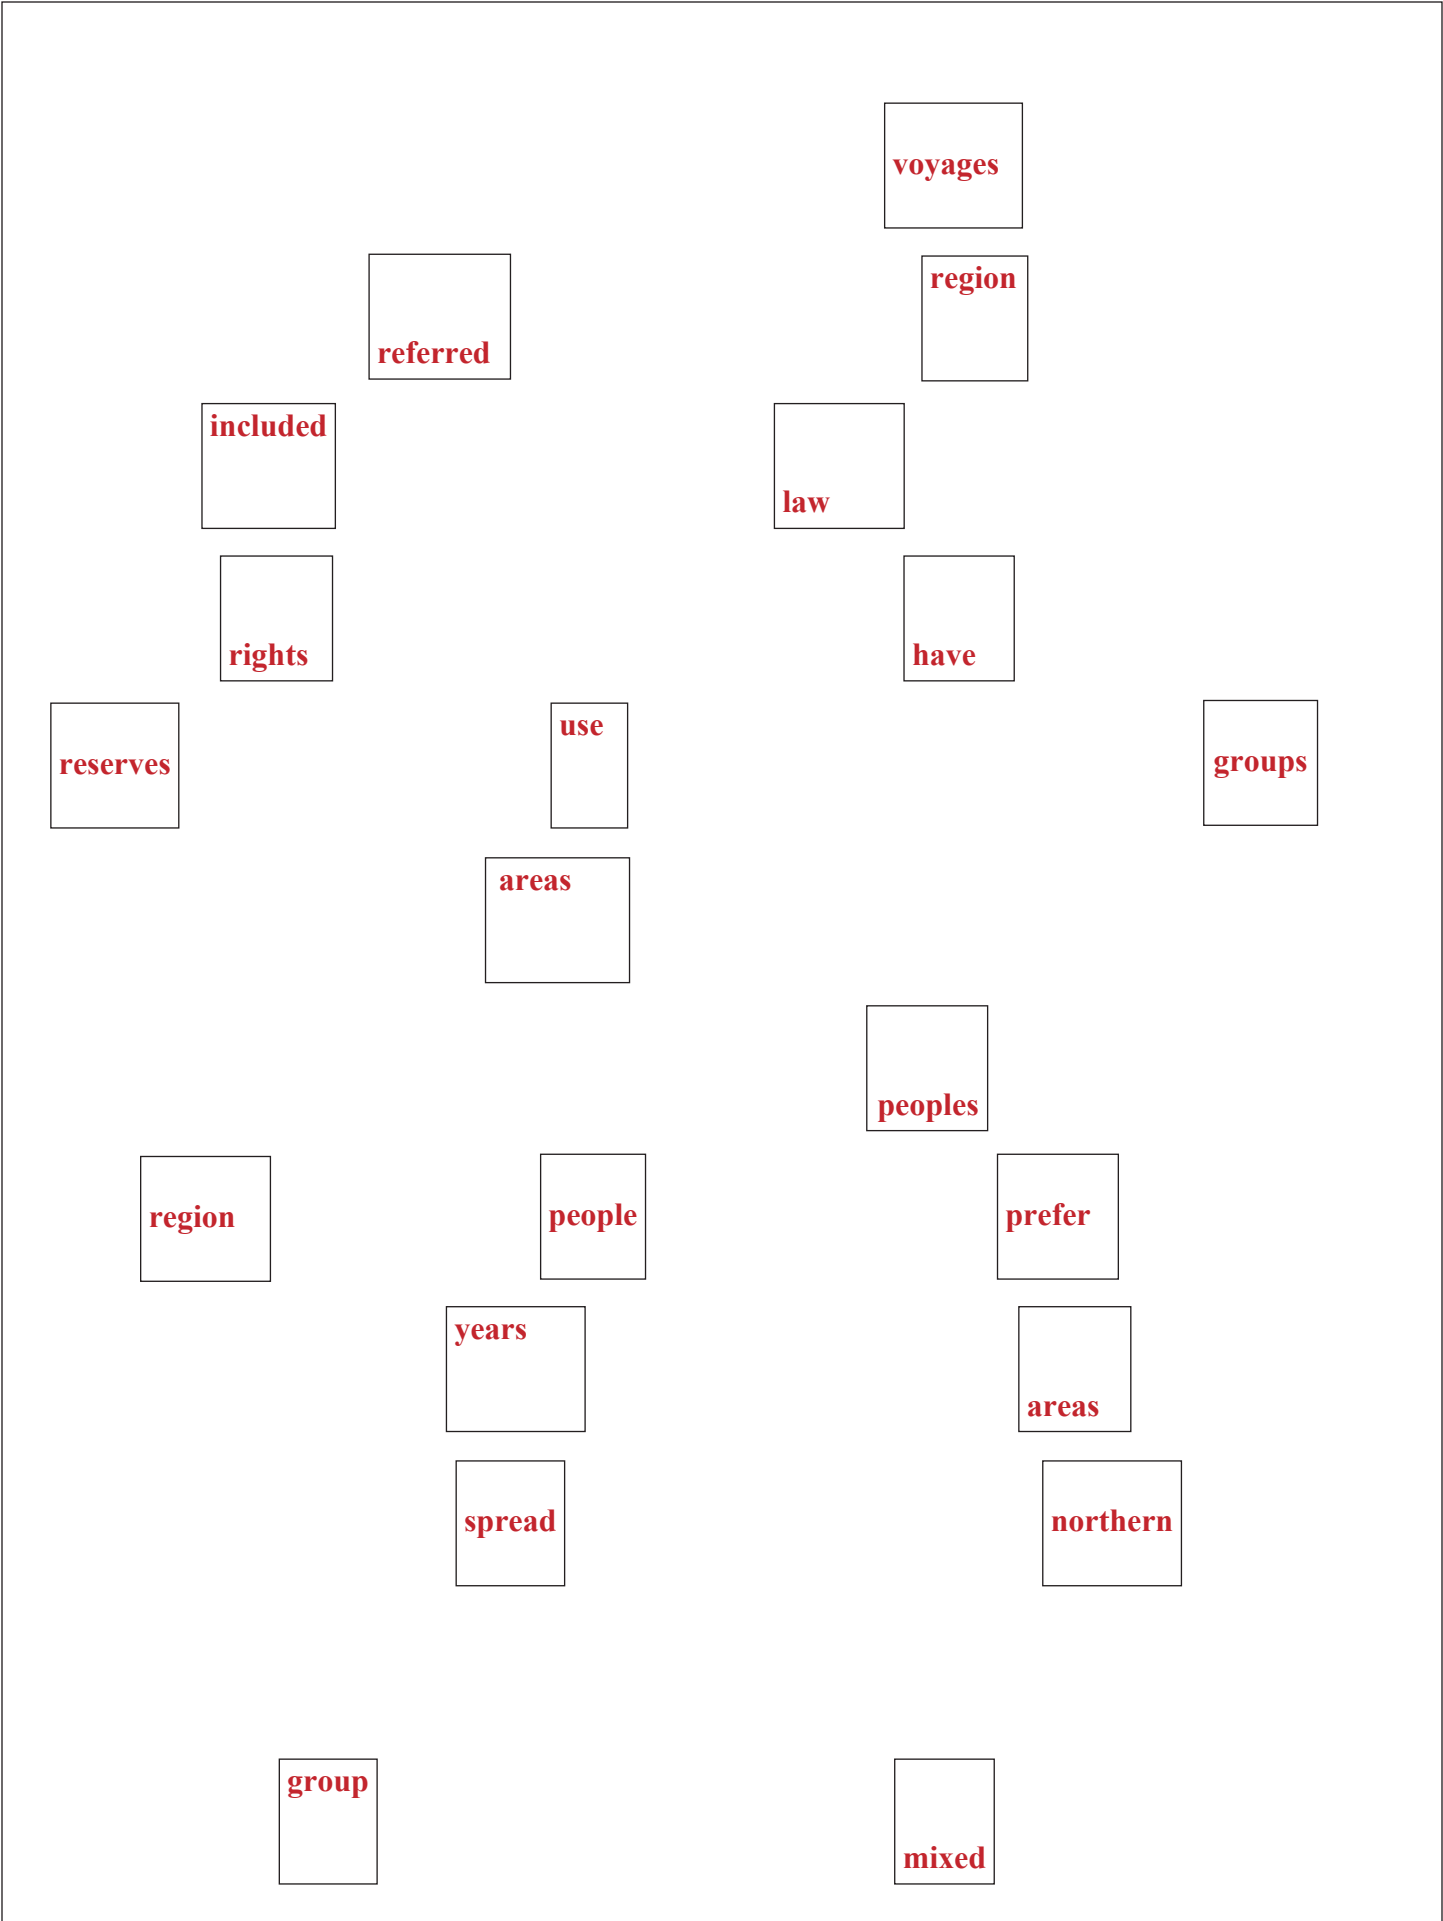 voyages
referred
region
included
law
rights
have
reserves
use
groups
areas
peoples
region
people
prefer
years
areas
spread
northern
group
mixed